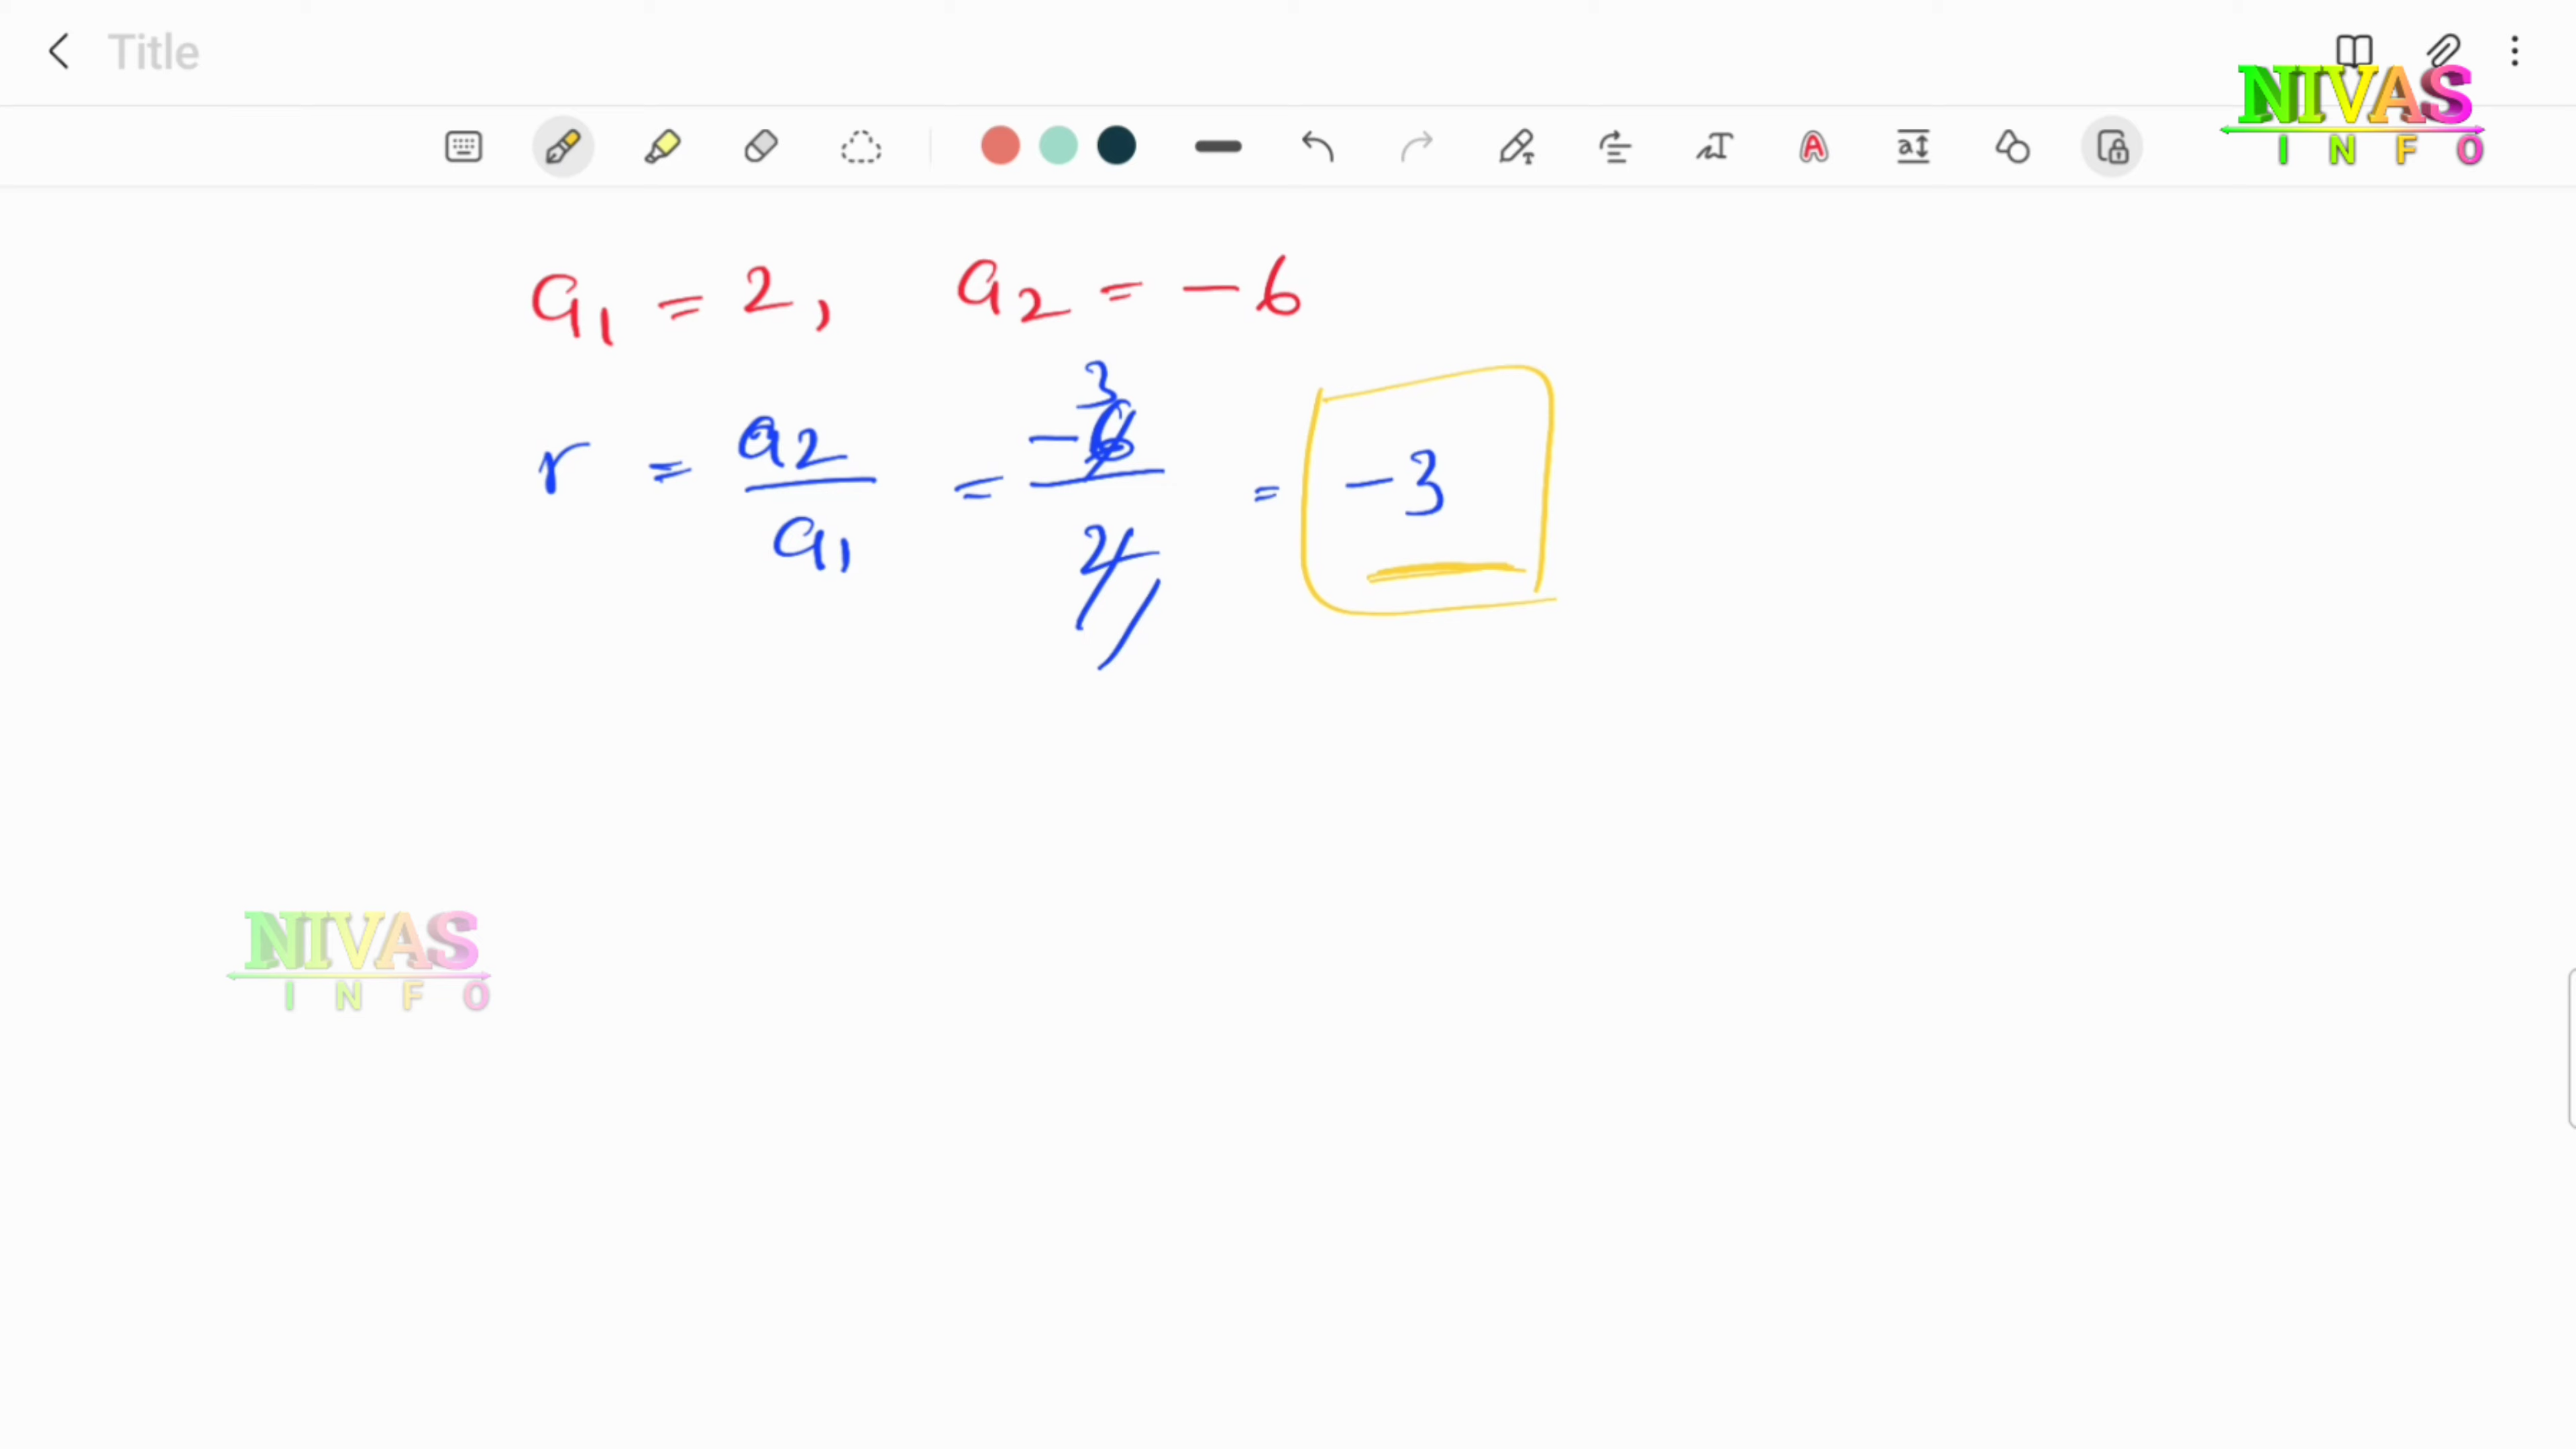 Title
NIVAS
INFO
a₁ = 2, a₂ = -6
r = a₂/a₁ = -6/2 = -3
3
NIVAS
INFO